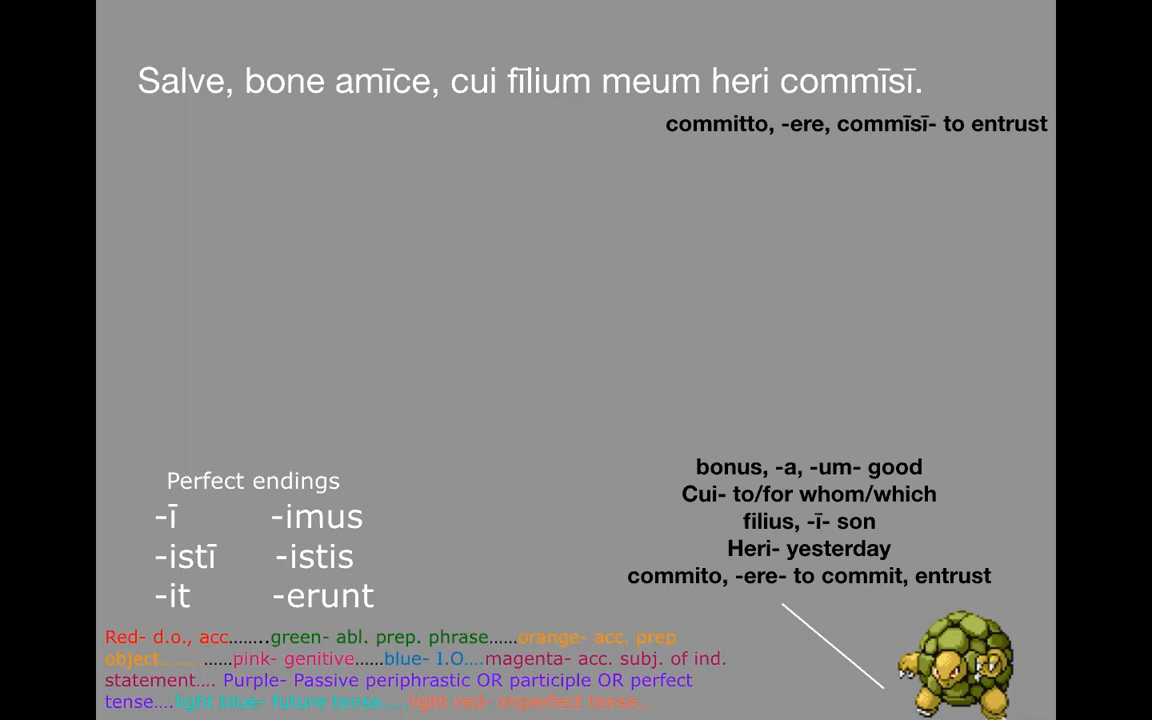 Salve, bone amīce, cui fīlium meum heri commīsī.
committo, -ere, commīsī- to entrust
Perfect endings
-ī -imus
-istī -istis
-it -erunt
bonus, -a, -um- good
Cui- to/for whom/which
filius, -ī- son
Heri- yesterday
commito, -ere- to commit, entrust
Red- d.o., acc……..green- abl. prep. phrase……orange- acc. prep
object……………pink- genitive……blue- I.O….magenta- acc. subj. of ind.
statement…. Purple- Passive periphrastic OR participle OR perfect
tense….light blue- future tense…..light red- imperfect tense…